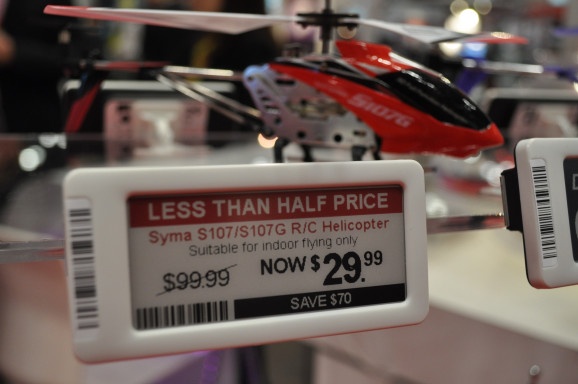 S107G
LESS THAN HALF PRICE
Syma S107/S107G R/C Helicopter
Suitable for indoor flying only
$99.99
NOW $29.99
SAVE $70